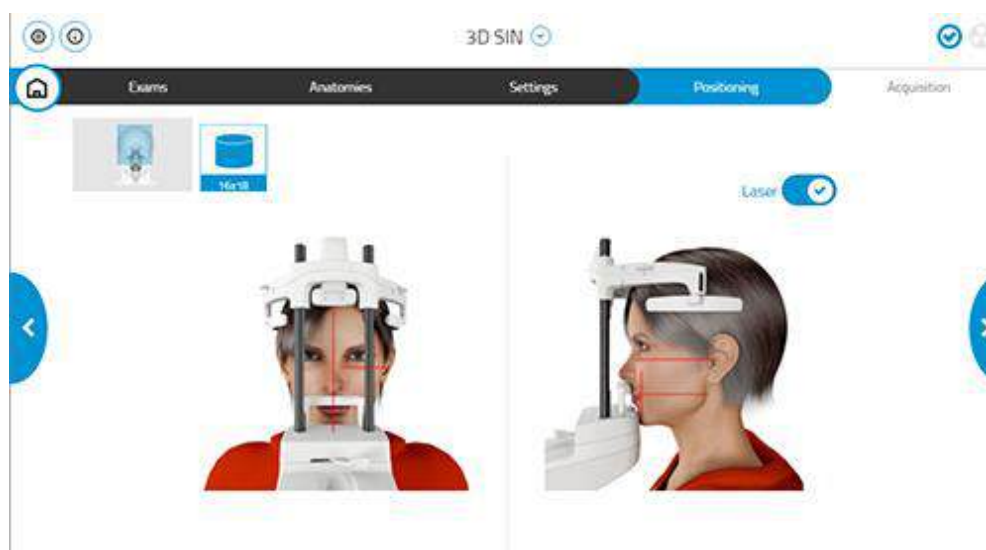 3D SIN
Exams
Anatomies
Settings
Positioning
Acquisition
16x18
Laser